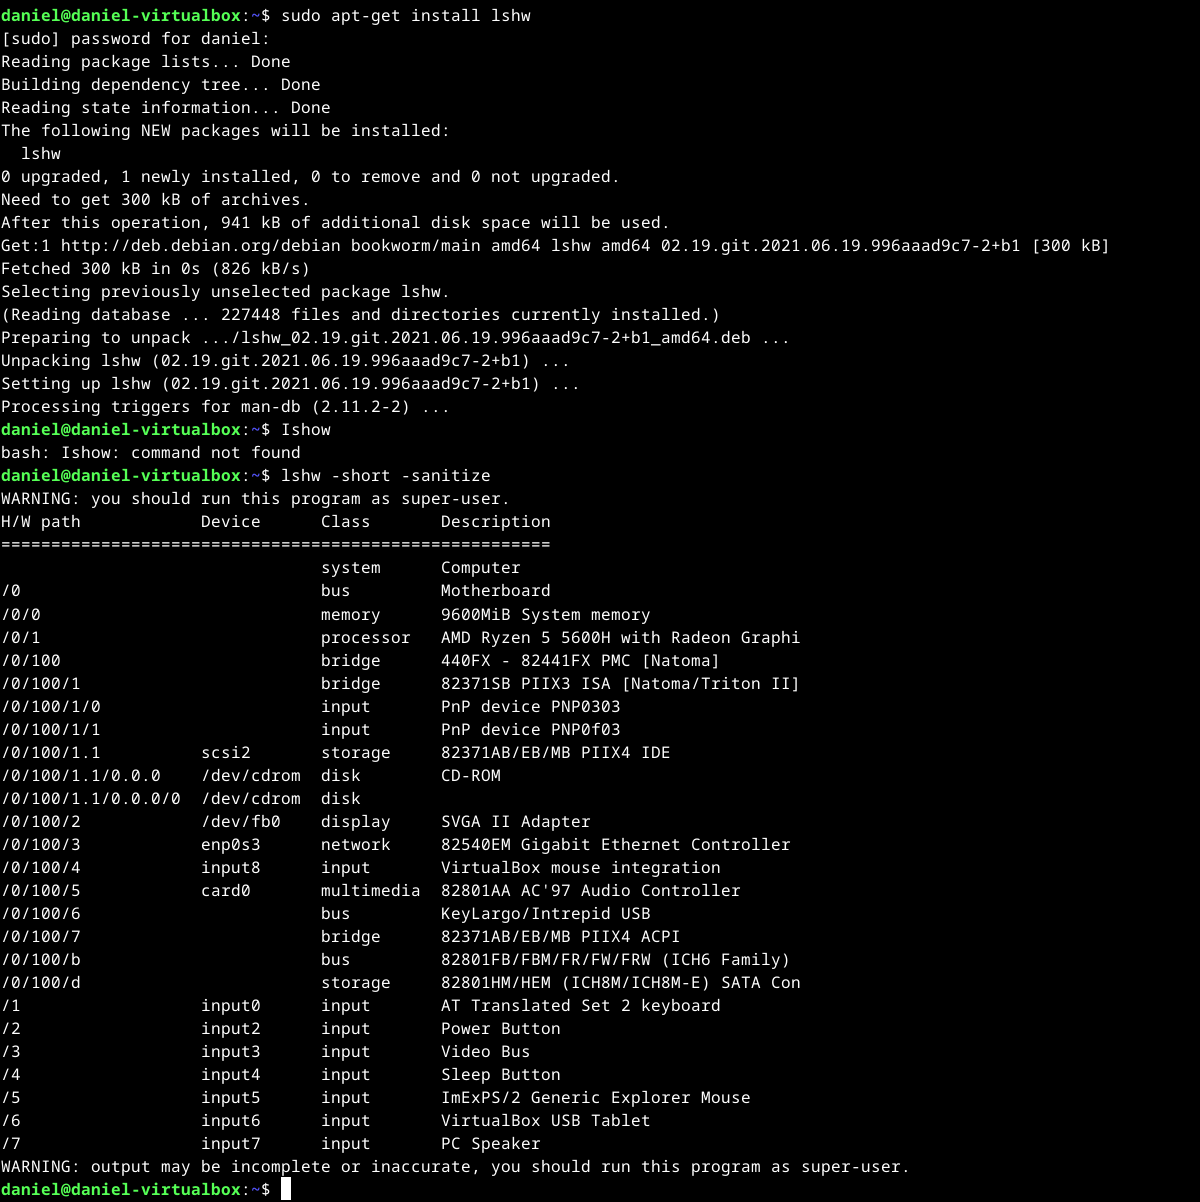 daniel@daniel-virtualbox:~$ sudo apt-get install lshw
[sudo] password for daniel:
Reading package lists... Done
Building dependency tree... Done
Reading state information... Done
The following NEW packages will be installed:
  lshw
0 upgraded, 1 newly installed, 0 to remove and 0 not upgraded.
Need to get 300 kB of archives.
After this operation, 941 kB of additional disk space will be used.
Get:1 http://deb.debian.org/debian bookworm/main amd64 lshw amd64 02.19.git.2021.06.19.996aaad9c7-2+b1 [300 kB]
Fetched 300 kB in 0s (826 kB/s)
Selecting previously unselected package lshw.
(Reading database ... 227448 files and directories currently installed.)
Preparing to unpack .../lshw_02.19.git.2021.06.19.996aaad9c7-2+b1_amd64.deb ...
Unpacking lshw (02.19.git.2021.06.19.996aaad9c7-2+b1) ...
Setting up lshw (02.19.git.2021.06.19.996aaad9c7-2+b1) ...
Processing triggers for man-db (2.11.2-2) ...
daniel@daniel-virtualbox:~$ Ishow
bash: Ishow: command not found
daniel@daniel-virtualbox:~$ lshw -short -sanitize
WARNING: you should run this program as super-user.
H/W path            Device      Class       Description
=======================================================
                                system      Computer
/0                              bus         Motherboard
/0/0                            memory      9600MiB System memory
/0/1                            processor   AMD Ryzen 5 5600H with Radeon Graphi
/0/100                          bridge      440FX - 82441FX PMC [Natoma]
/0/100/1                        bridge      82371SB PIIX3 ISA [Natoma/Triton II]
/0/100/1/0                      input       PnP device PNP0303
/0/100/1/1                      input       PnP device PNP0f03
/0/100/1.1          scsi2       storage     82371AB/EB/MB PIIX4 IDE
/0/100/1.1/0.0.0    /dev/cdrom  disk        CD-ROM
/0/100/1.1/0.0.0/0  /dev/cdrom  disk
/0/100/2            /dev/fb0    display     SVGA II Adapter
/0/100/3            enp0s3      network     82540EM Gigabit Ethernet Controller
/0/100/4            input8      input       VirtualBox mouse integration
/0/100/5            card0       multimedia  82801AA AC'97 Audio Controller
/0/100/6                        bus         KeyLargo/Intrepid USB
/0/100/7                        bridge      82371AB/EB/MB PIIX4 ACPI
/0/100/b                        bus         82801FB/FBM/FR/FW/FRW (ICH6 Family)
/0/100/d                        storage     82801HM/HEM (ICH8M/ICH8M-E) SATA Con
/1                  input0      input       AT Translated Set 2 keyboard
/2                  input2      input       Power Button
/3                  input3      input       Video Bus
/4                  input4      input       Sleep Button
/5                  input5      input       ImExPS/2 Generic Explorer Mouse
/6                  input6      input       VirtualBox USB Tablet
/7                  input7      input       PC Speaker
WARNING: output may be incomplete or inaccurate, you should run this program as super-user.
daniel@daniel-virtualbox:~$